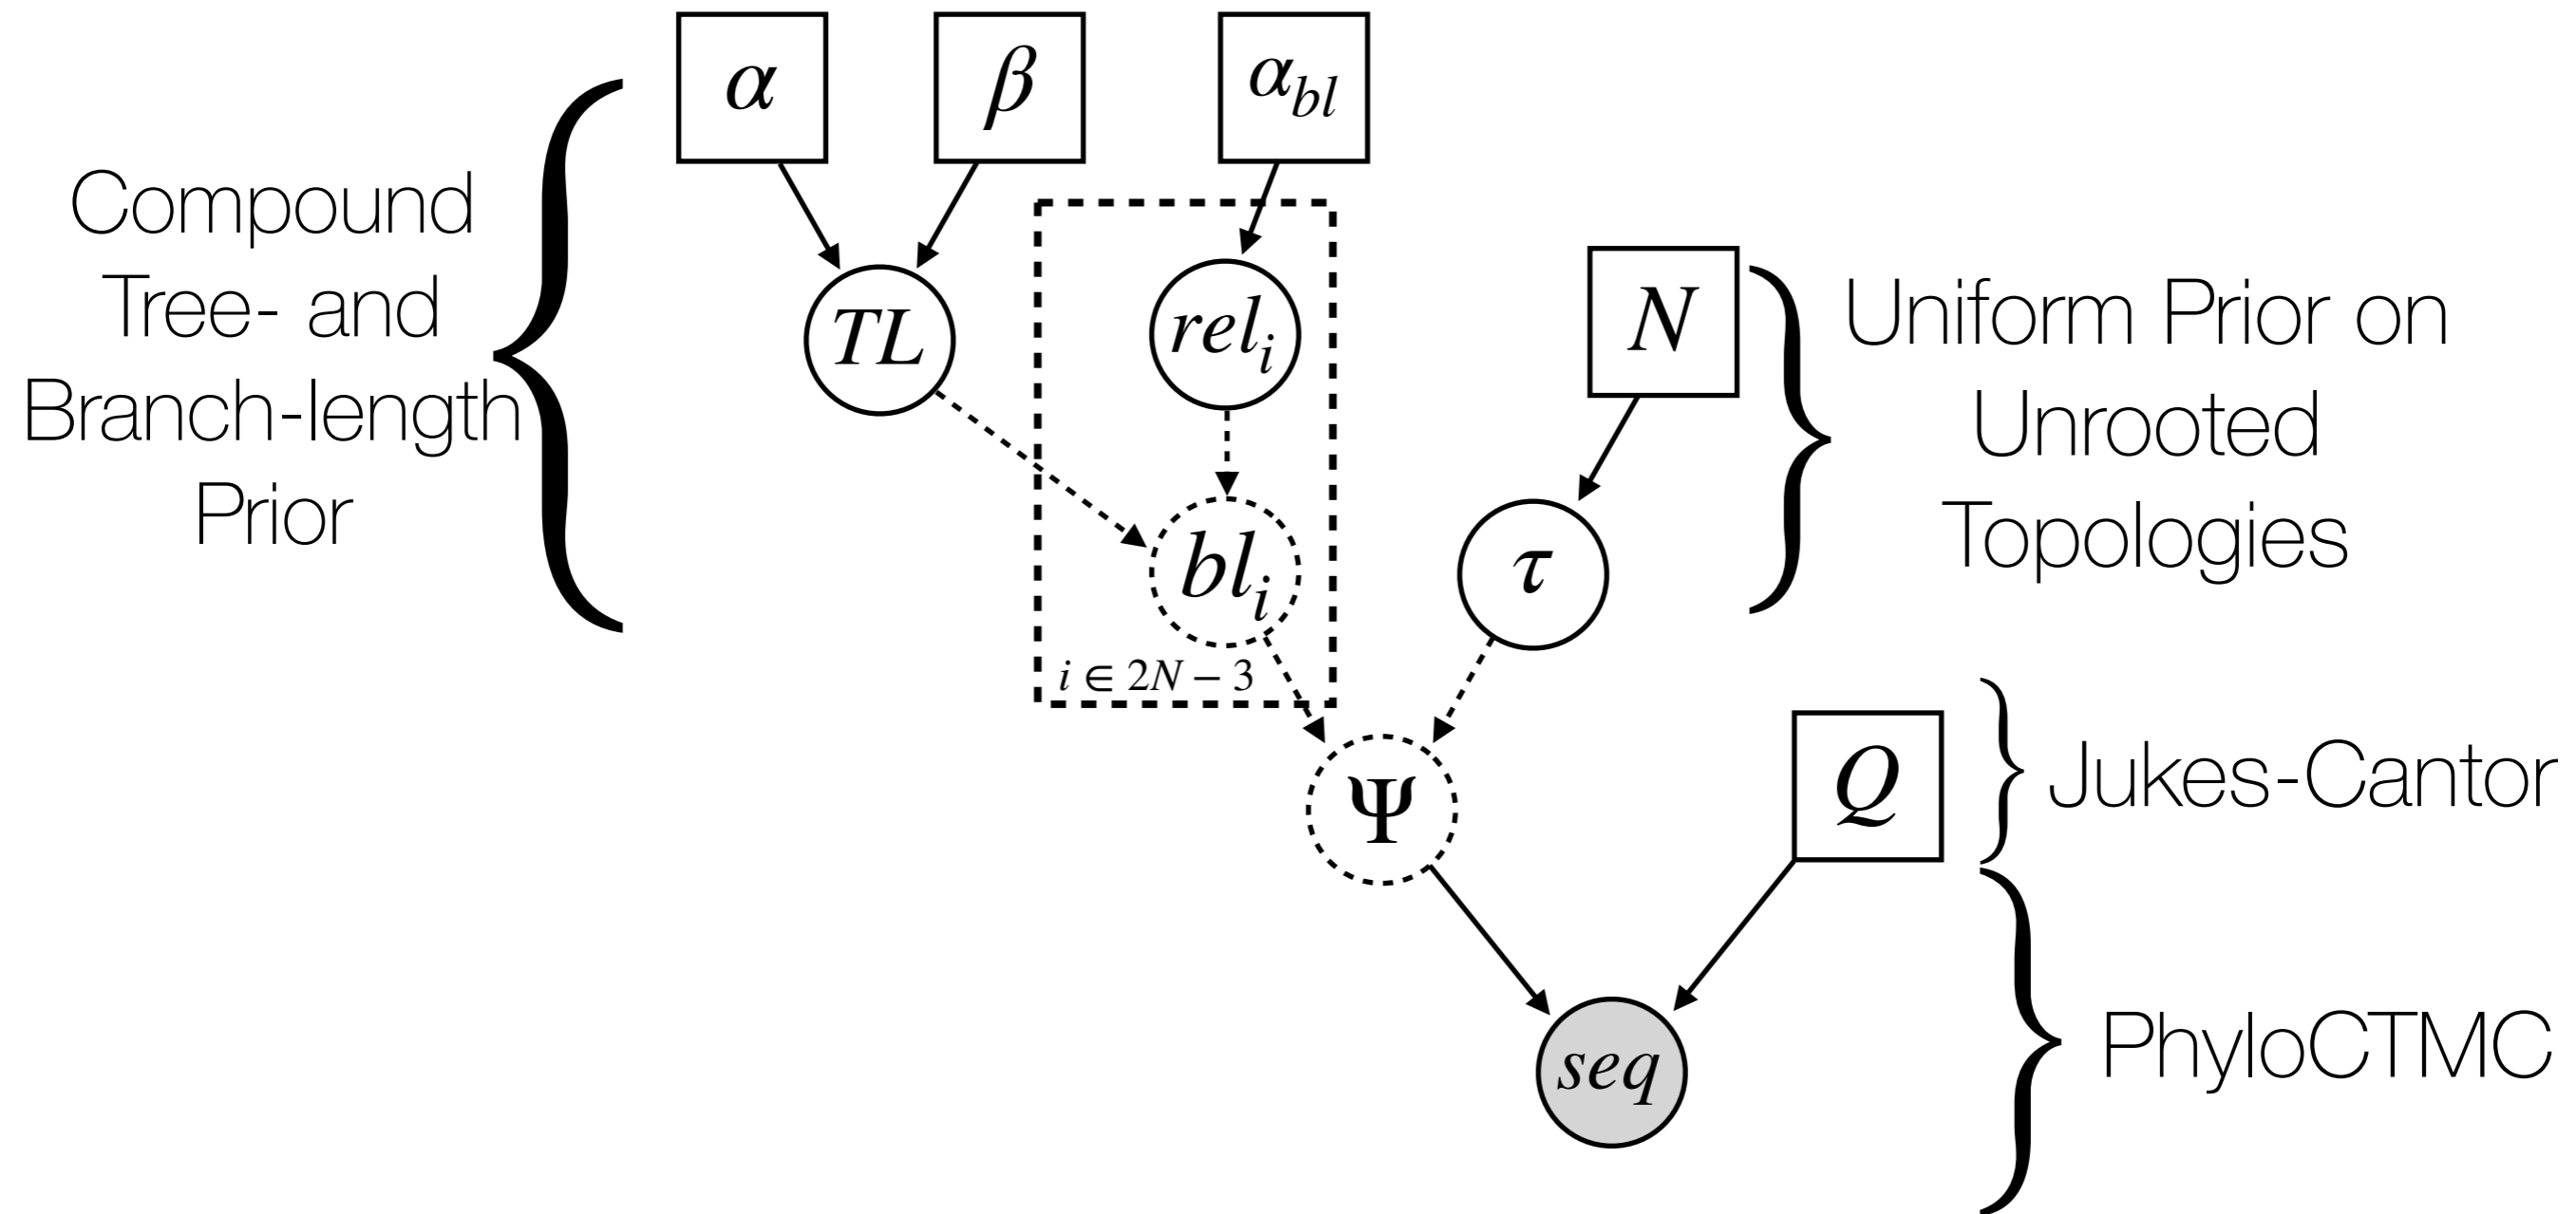 α
β
α_bl
Compound
Tree- and
Branch-length
Prior
TL
rel_i
bl_i
i ∈ 2N − 3
N
τ
Uniform Prior on
Unrooted
Topologies
Ψ
Q
Jukes-Cantor
seq
PhyloCTMC